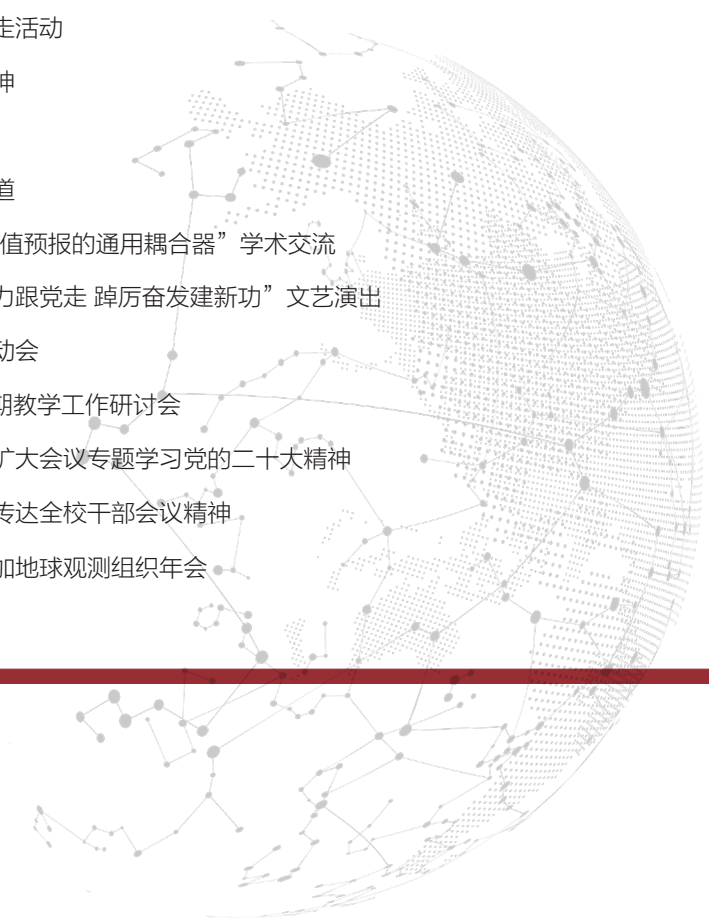 走活动
神
道
值预报的通用耦合器”学术交流
力跟党走 踔厉奋发建新功”文艺演出
动会
期教学工作研讨会
扩大会议专题学习党的二十大精神
传达全校干部会议精神
加地球观测组织年会